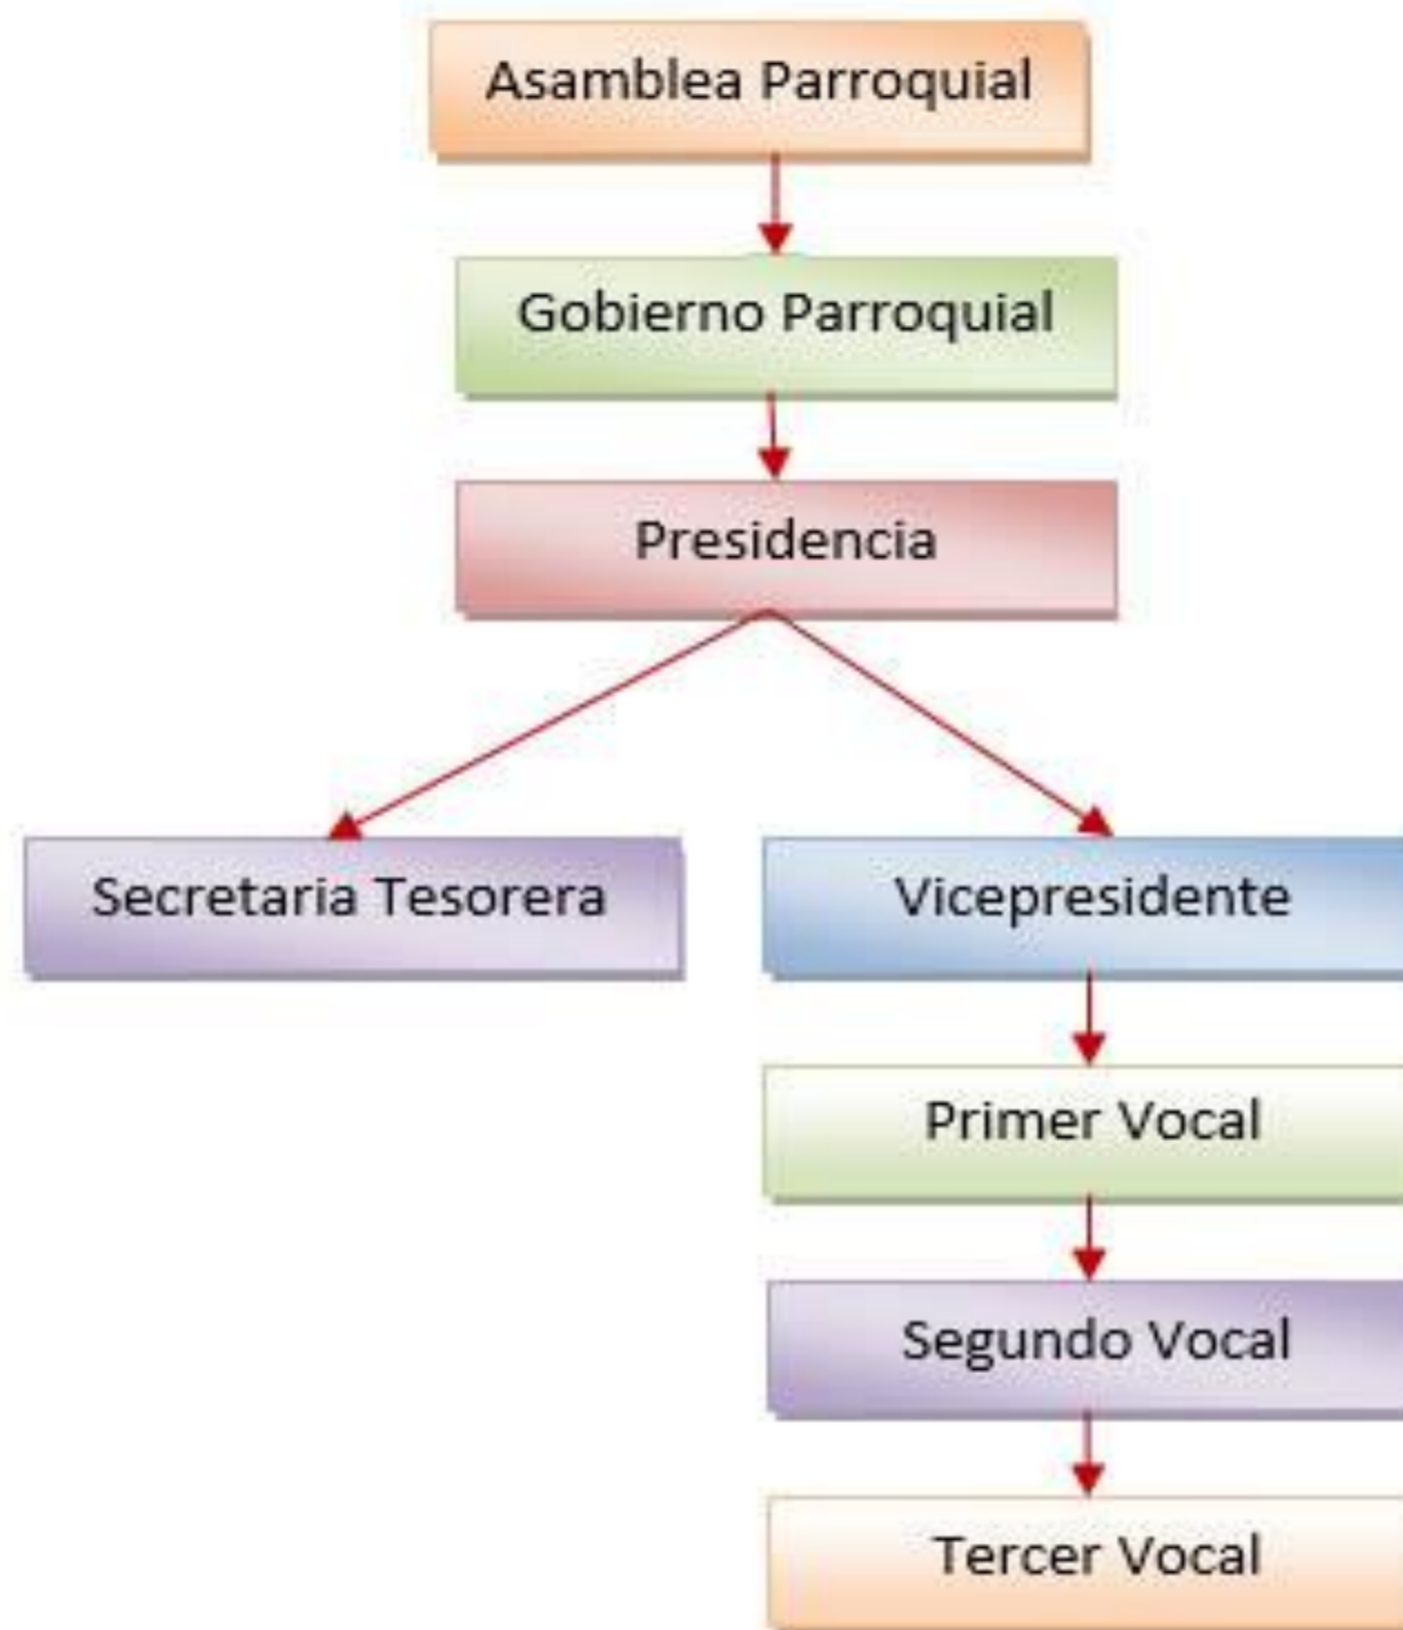 Asamblea Parroquial
Gobierno Parroquial
Presidencia
Secretaria Tesorera
Vicepresidente
Primer Vocal
Segundo Vocal
Tercer Vocal